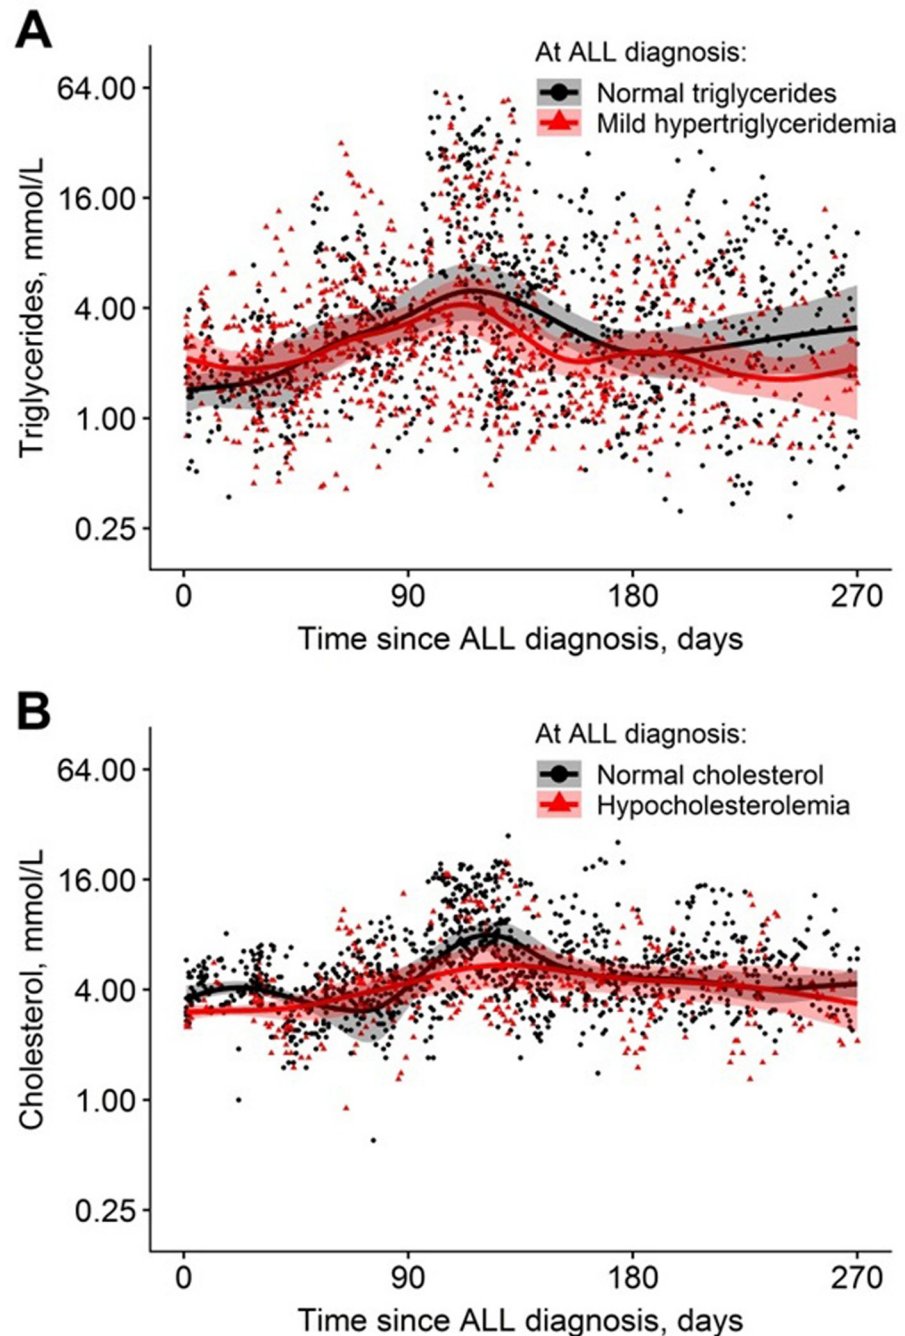 A
At ALL diagnosis:
Normal triglycerides
Mild hypertriglyceridemia
Triglycerides, mmol/L
64.00
16.00
4.00
1.00
0.25
0 90 180 270
Time since ALL diagnosis, days
B
At ALL diagnosis:
Normal cholesterol
Hypocholesterolemia
Cholesterol, mmol/L
64.00
16.00
4.00
1.00
0.25
0 90 180 270
Time since ALL diagnosis, days